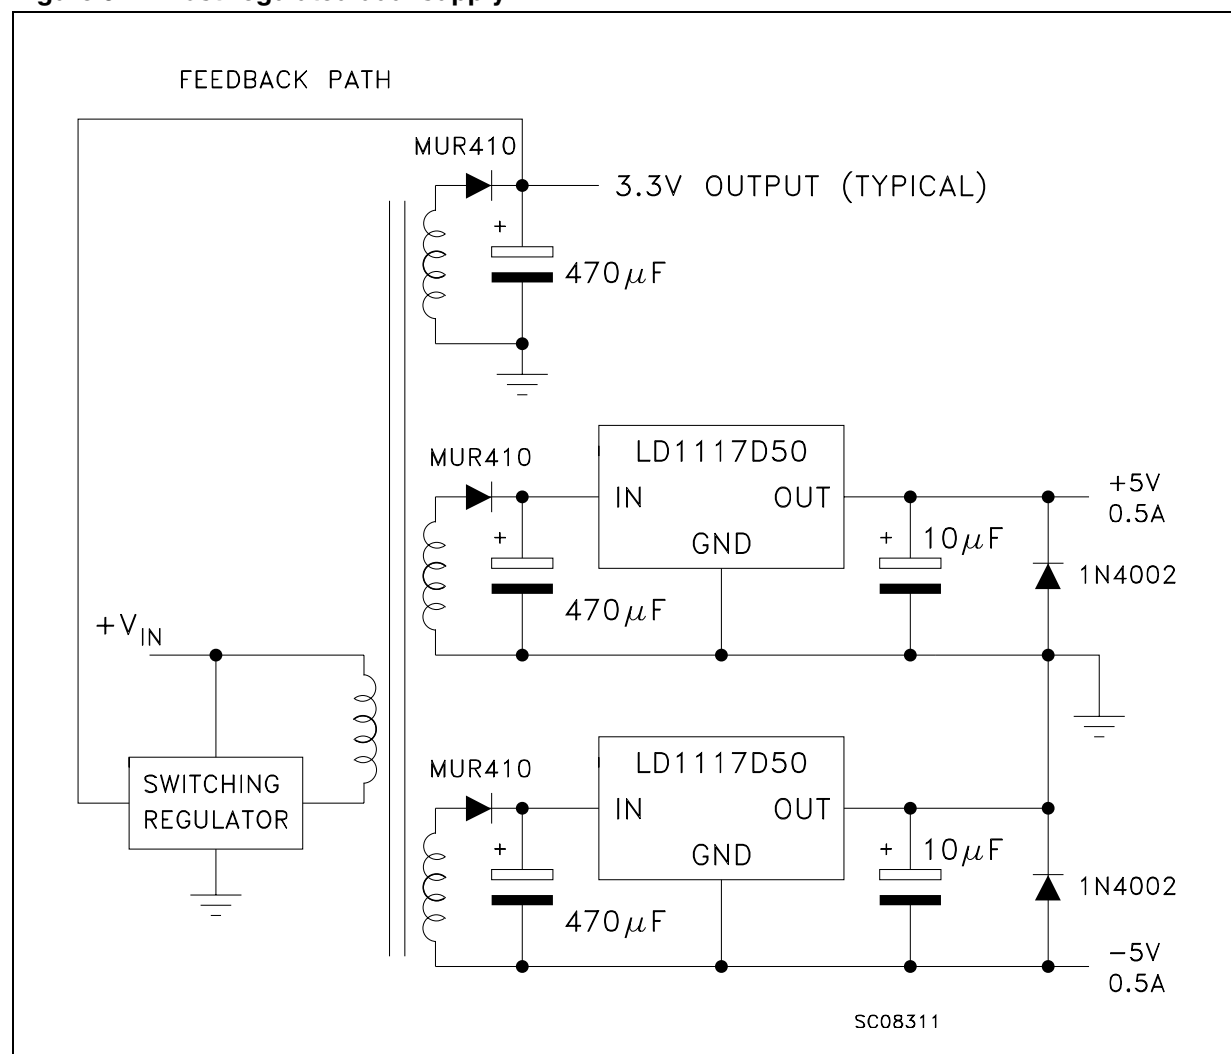 FEEDBACK PATH
MUR410
3.3V OUTPUT (TYPICAL)
+
470μF
MUR410
LD1117D50
IN OUT
GND
+
470μF
+
10μF
+5V
0.5A
1N4002
+VIN
SWITCHING
REGULATOR
MUR410
LD1117D50
IN OUT
GND
+
470μF
+
10μF
1N4002
-5V
0.5A
SC08311